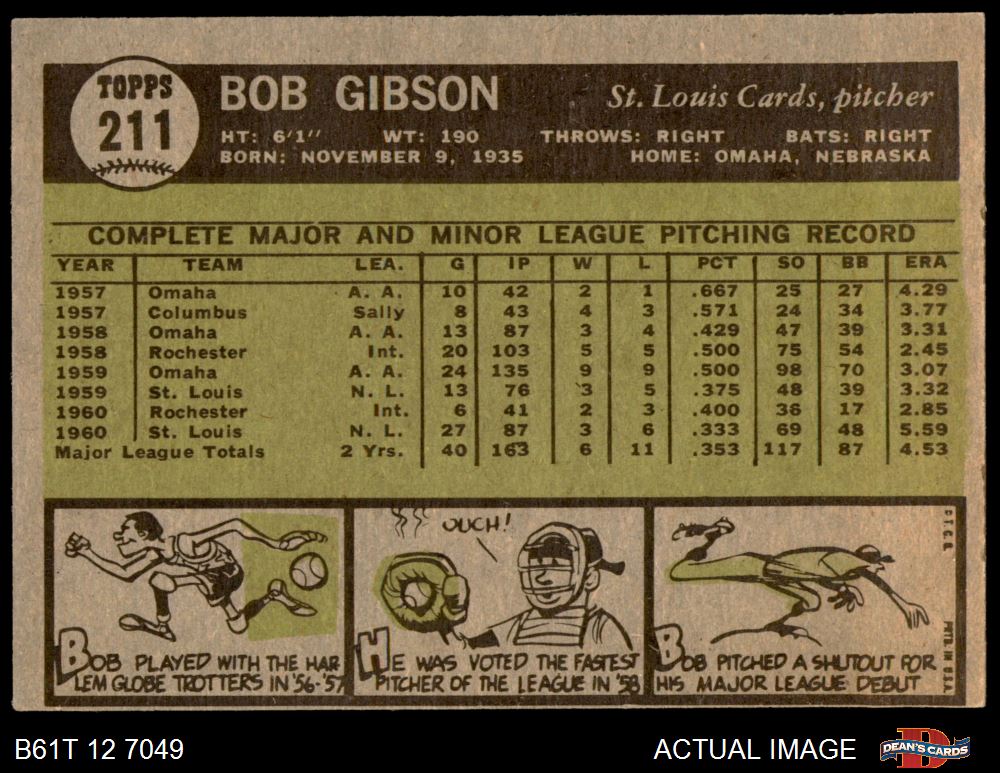 TOPPS
211
BOB GIBSON
St. Louis Cards, pitcher
HT: 6'1" WT: 190 THROWS: RIGHT BATS: RIGHT
BORN: NOVEMBER 9, 1935 HOME: OMAHA, NEBRASKA
COMPLETE MAJOR AND MINOR LEAGUE PITCHING RECORD
YEAR TEAM LEA. G IP W L PCT SO BB ERA
1957 Omaha A. A. 10 42 2 1 .667 25 27 4.29
1957 Columbus Sally 8 43 4 3 .571 24 34 3.77
1958 Omaha A. A. 13 87 3 4 .429 47 39 3.31
1958 Rochester Int. 20 103 5 5 .500 75 54 2.45
1959 Omaha A. A. 24 135 9 9 .500 98 70 3.07
1959 St. Louis N. L. 13 76 3 5 .375 48 39 3.32
1960 Rochester Int. 6 41 2 3 .400 36 17 2.85
1960 St. Louis N. L. 27 87 3 6 .333 69 48 5.59
Major League Totals 2 Yrs. 40 163 6 11 .353 117 87 4.53
BOB PLAYED WITH THE HAR
LEM GLOBE TROTTERS IN '56-'57
OUCH!
HE WAS VOTED THE FASTEST
PITCHER OF THE LEAGUE IN '58
BOB PITCHED A SHUTOUT FOR
HIS MAJOR LEAGUE DEBUT
IN U.S.A.
B61T 12 7049
ACTUAL IMAGE
DEAN'S CARDS